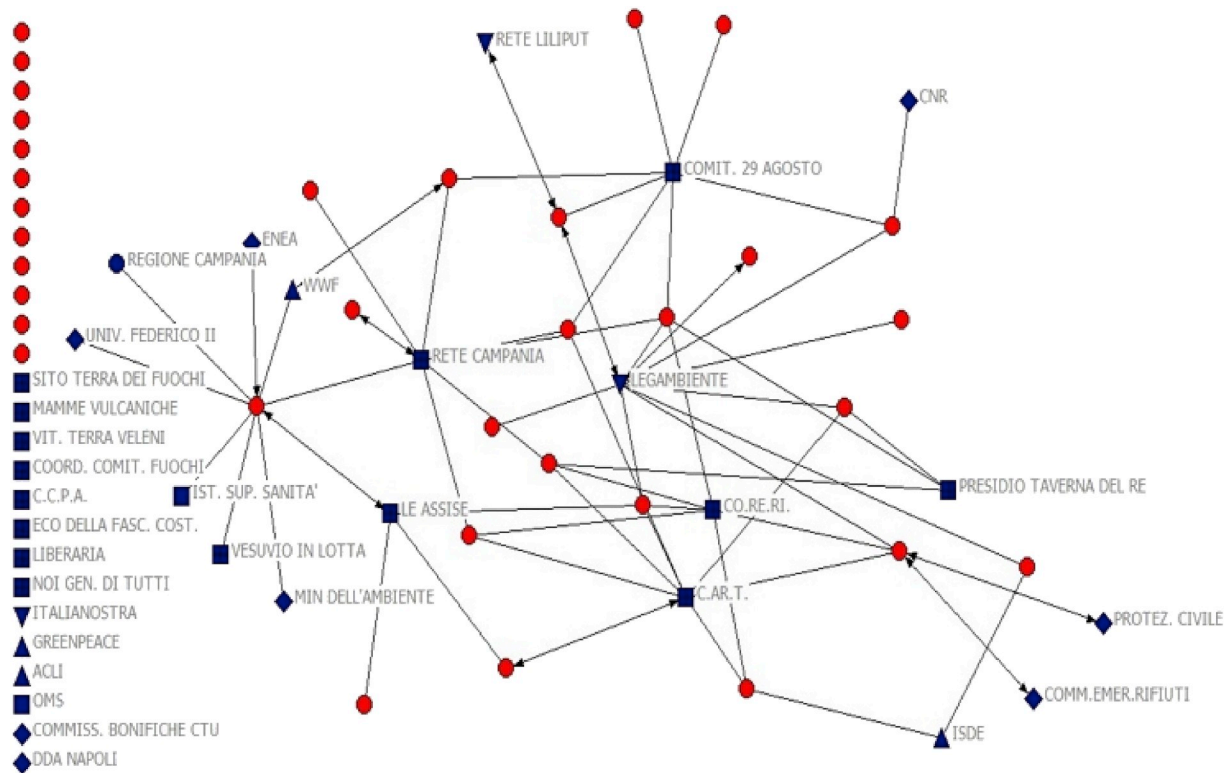 RETE LILIPUT
CNR
COMIT. 29 AGOSTO
ENEA
REGIONE CAMPANIA
WWF
UNIV. FEDERICO II
RETE CAMPANIA
LEGAMBIENTE
SITO TERRA DEI FUOCHI
MAMME VULCANICHE
VIT. TERRA VELENI
COORD. COMIT. FUOCHI
C.C.P.A.
IST. SUP. SANITA'
PRESIDIO TAVERNA DEL RE
LE ASSISE
CO.RE.RI.
ECO DELLA FASC. COST.
LIBERARIA
VESUVIO IN LOTTA
NOI GEN. DI TUTTI
MIN DELL'AMBIENTE
C.AR.T.
ITALIANOSTRA
PROTEZ. CIVILE
GREENPEACE
ACLI
COMM.EMER.RIFIUTI
OMS
COMMISS. BONIFICHE CTU
ISDE
DDA NAPOLI